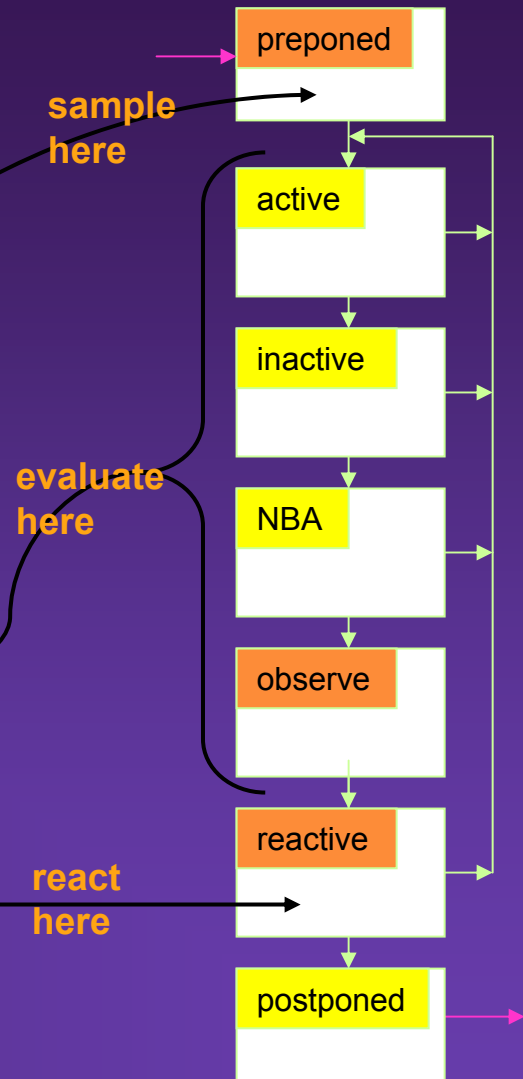 preponed
sample
here
active
inactive
evaluate
here
NBA
observe
reactive
react
here
postponed